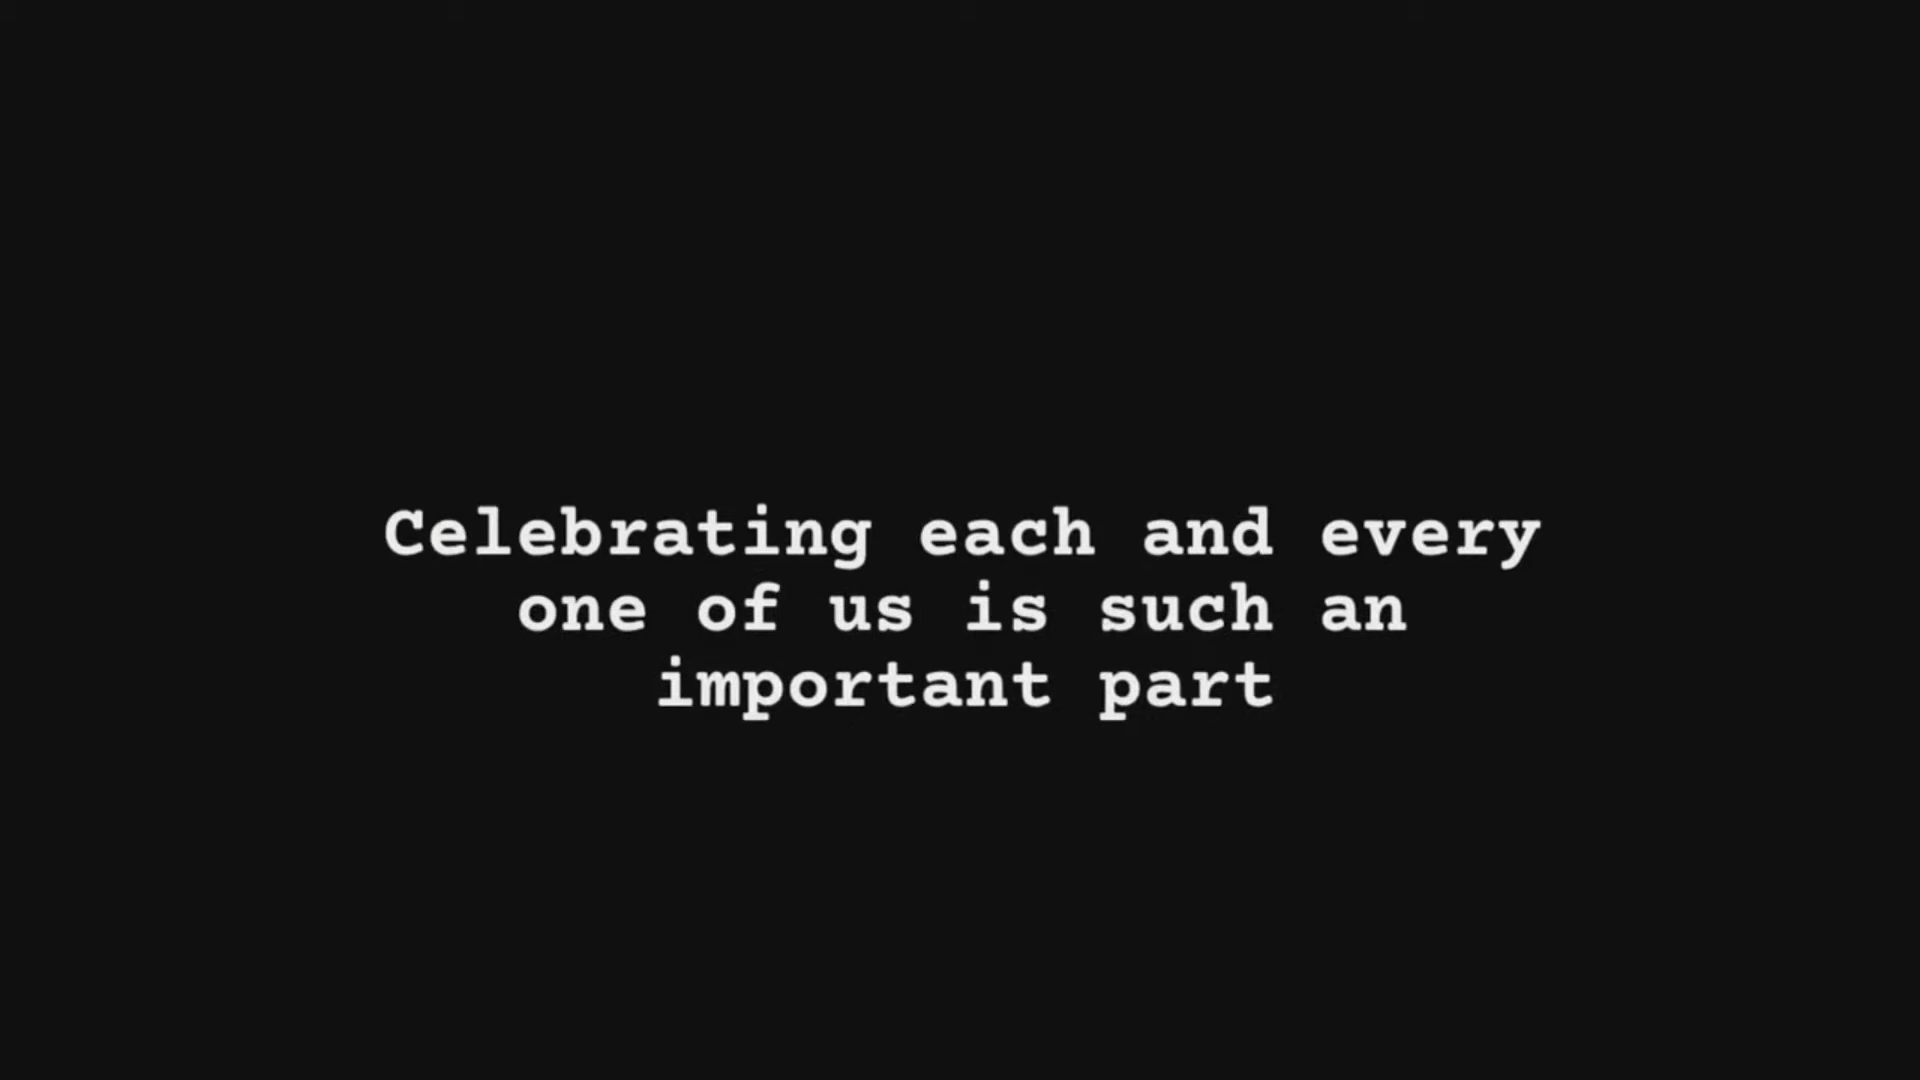 Celebrating each and every
one of us is such an
important part